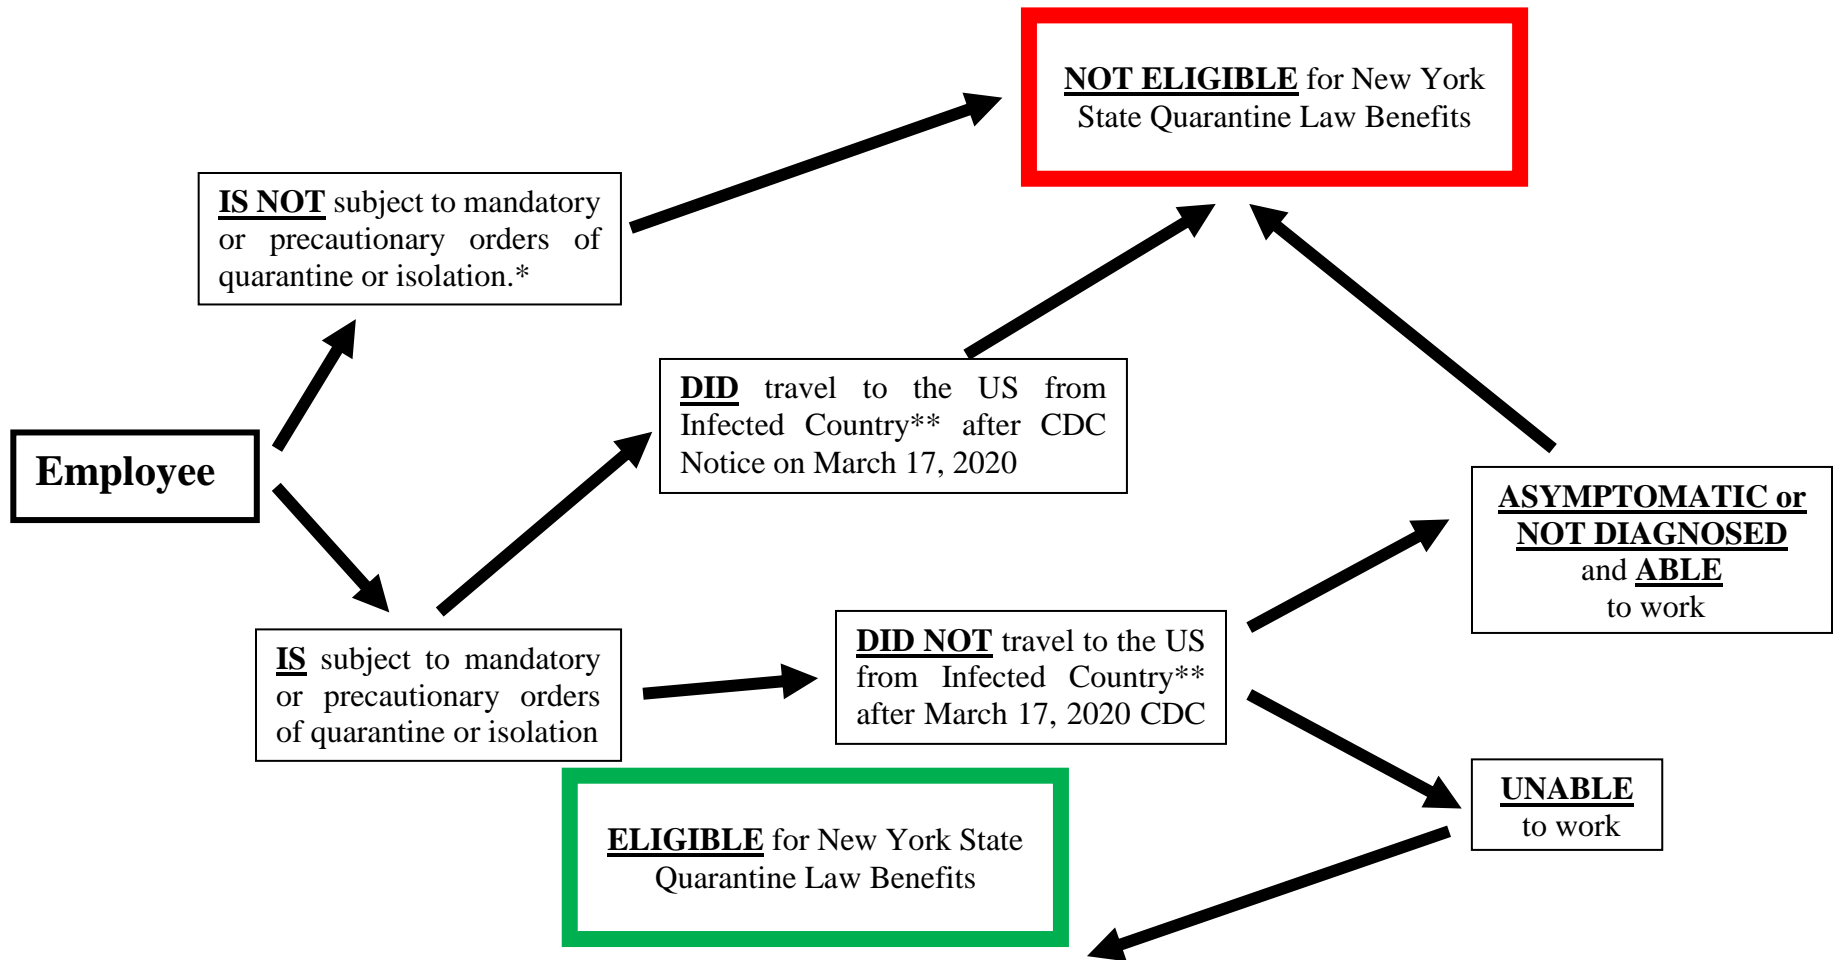 NOT ELIGIBLE for New York
State Quarantine Law Benefits
IS NOT subject to mandatory
or precautionary orders of
quarantine or isolation.*
DID travel to the US from
Infected Country** after CDC
Notice on March 17, 2020
Employee
ASYMPTOMATIC or
NOT DIAGNOSED
and ABLE
to work
IS subject to mandatory
or precautionary orders
of quarantine or isolation
DID NOT travel to the US
from Infected Country**
after March 17, 2020 CDC
UNABLE
to work
ELIGIBLE for New York State
Quarantine Law Benefits